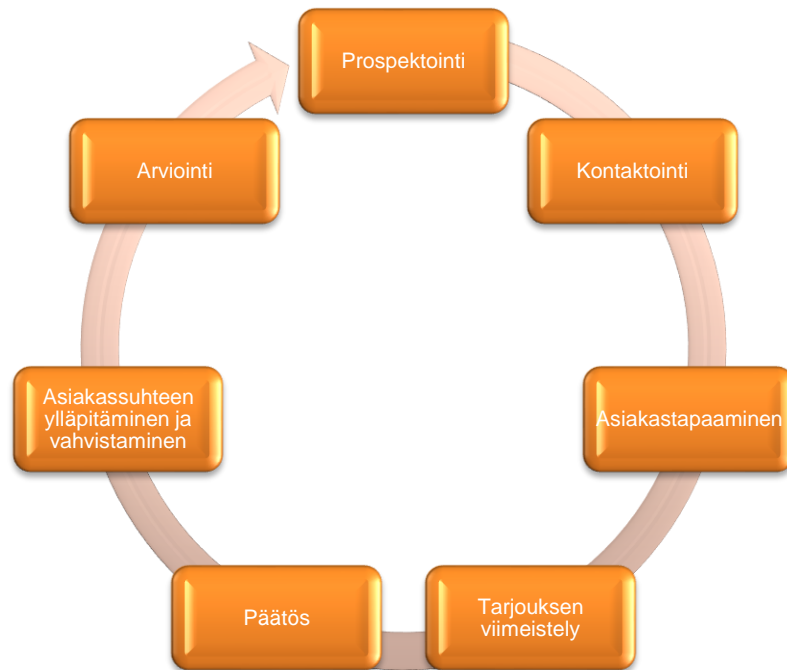 Prospektointi
Kontaktointi
Asiakastapaaminen
Tarjouksen
viimeistely
Päätös
Asiakassuhteen
ylläpitäminen ja
vahvistaminen
Arviointi